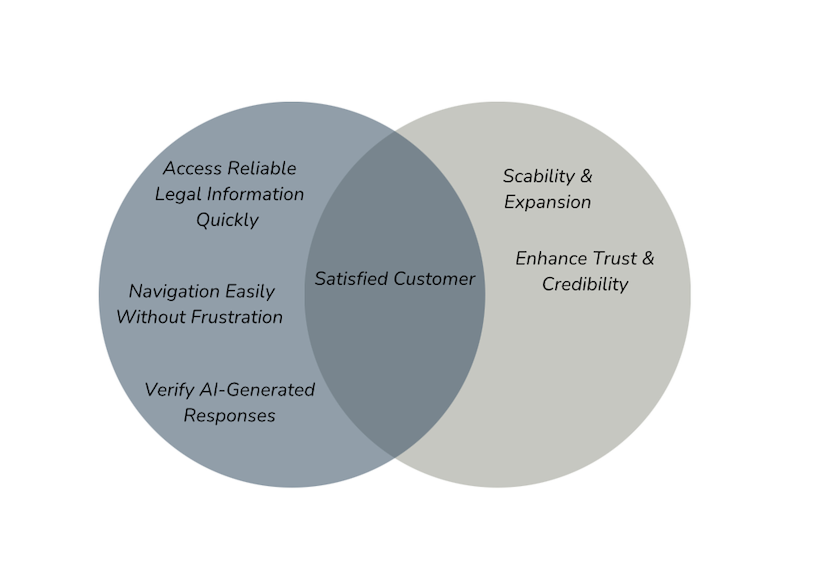 Access Reliable
Legal Information
Quickly
Navigation Easily
Without Frustration
Verify AI-Generated
Responses
Satisfied Customer
Scability &
Expansion
Enhance Trust &
Credibility